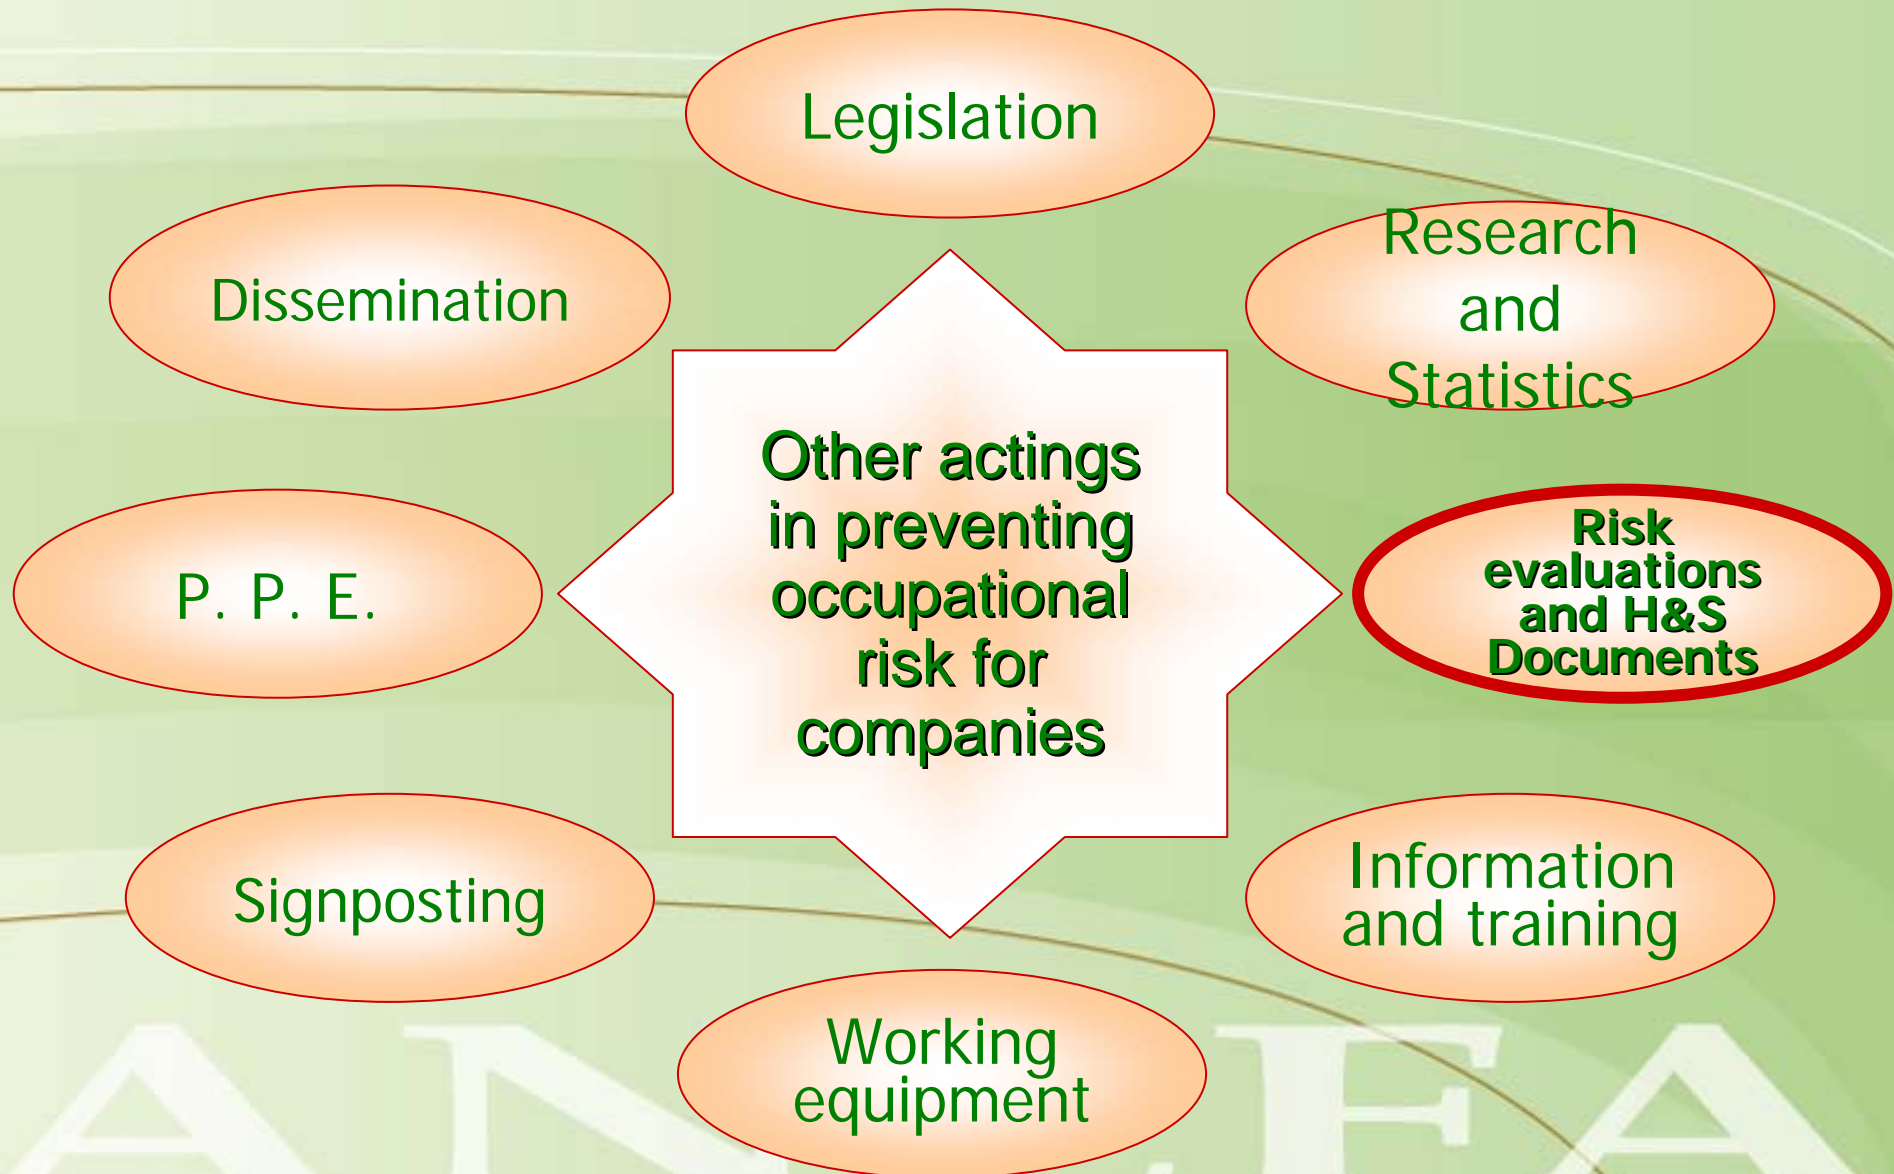 Legislation
Dissemination
Research
and
Statistics
Other actings
in preventing
occupational
risk for
companies
P. P. E.
Risk
evaluations
and H&S
Documents
Signposting
Information
and training
Working
equipment
ANEFA